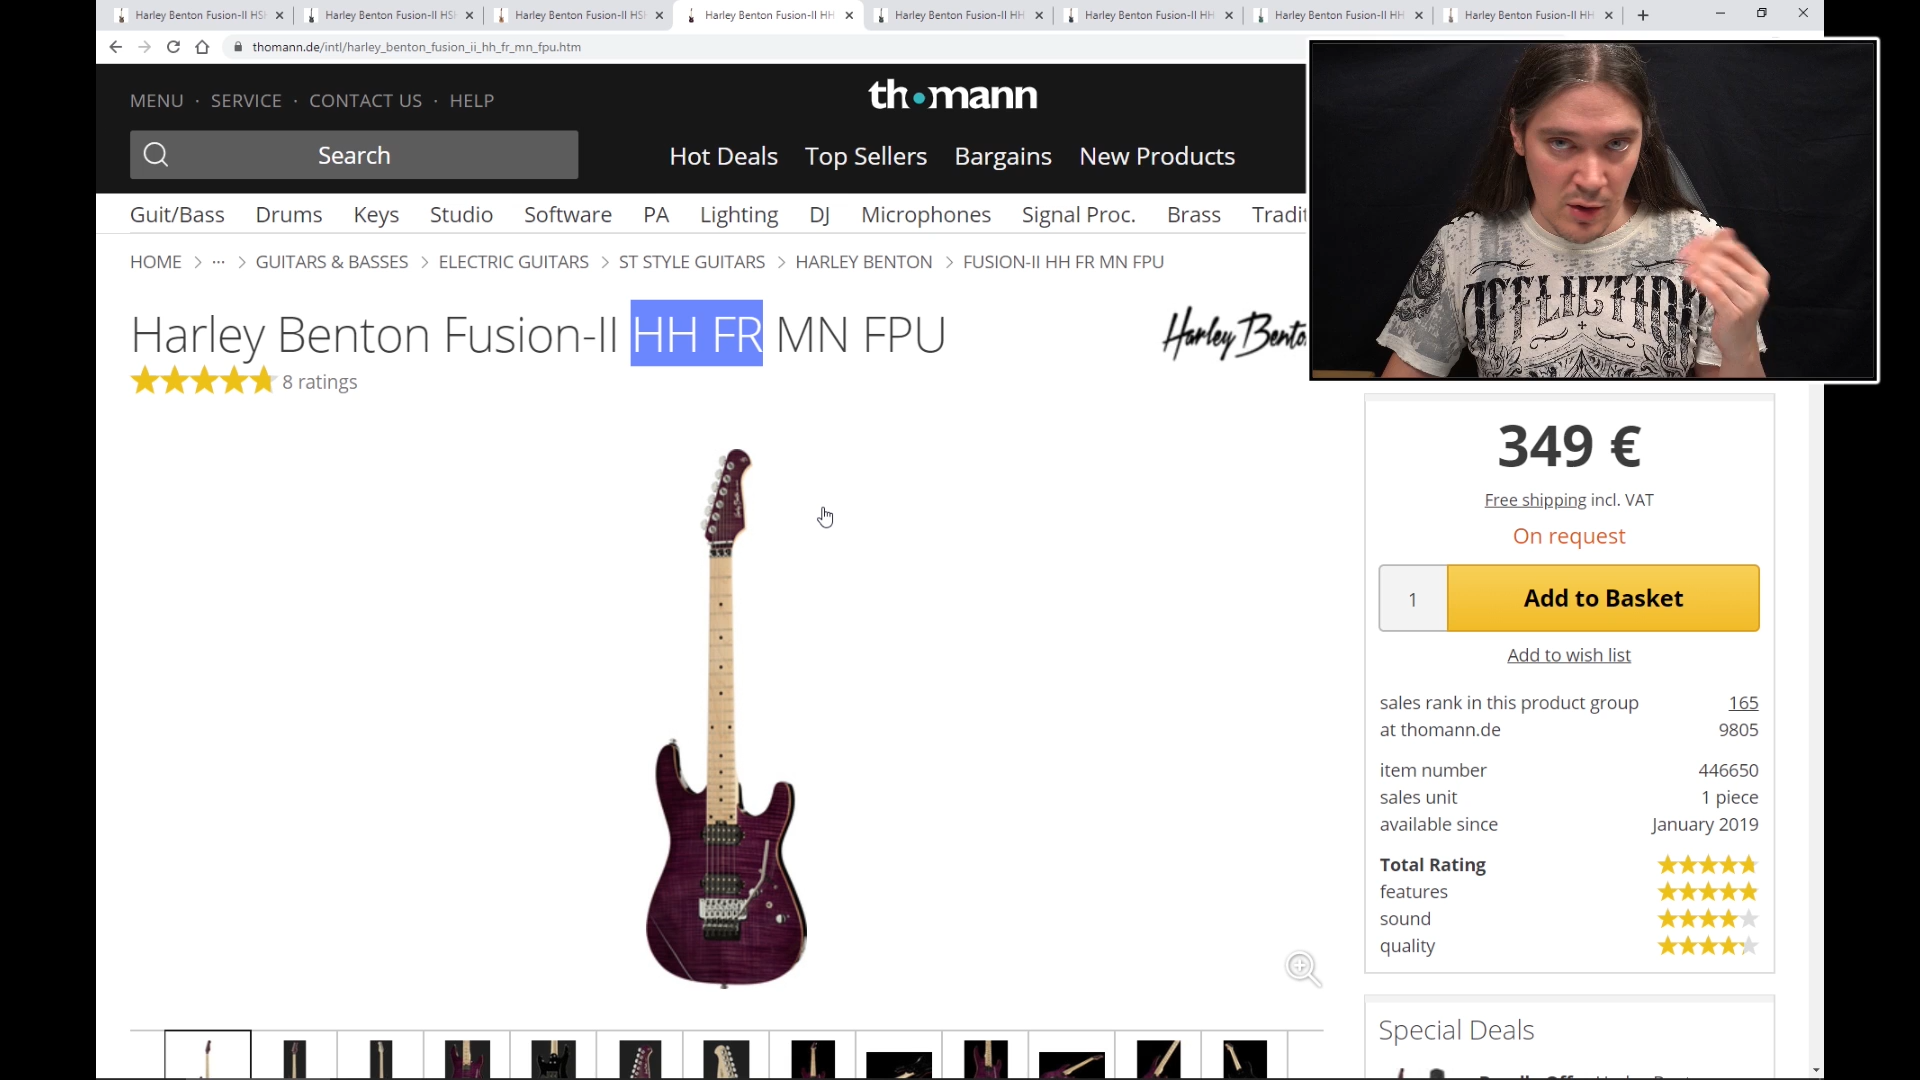 Harley Benton Fusion-II HSH
Harley Benton Fusion-II HSH
Harley Benton Fusion-II HSH
Harley Benton Fusion-II HH
Harley Benton Fusion-II HH
Harley Benton Fusion-II HH
Harley Benton Fusion-II HH
Harley Benton Fusion-II HH
thomann.de/intl/harley_benton_fusion_ii_hh_fr_mn_fpu.htm
MENU · SERVICE · CONTACT US · HELP
thomann
Search
Hot Deals Top Sellers Bargains New Products
Guit/Bass Drums Keys Studio Software PA Lighting DJ Microphones Signal Proc. Brass Tradit
HOME > ... > GUITARS & BASSES > ELECTRIC GUITARS > ST STYLE GUITARS > HARLEY BENTON > FUSION-II HH FR MN FPU
Harley Benton Fusion-II HH FR MN FPU
Harley Bento
8 ratings
AFFLICTION
349 €
Free shipping incl. VAT
On request
1
Add to Basket
Add to wish list
sales rank in this product group 165
at thomann.de 9805
item number 446650
sales unit 1 piece
available since January 2019
Total Rating
features
sound
quality
Special Deals